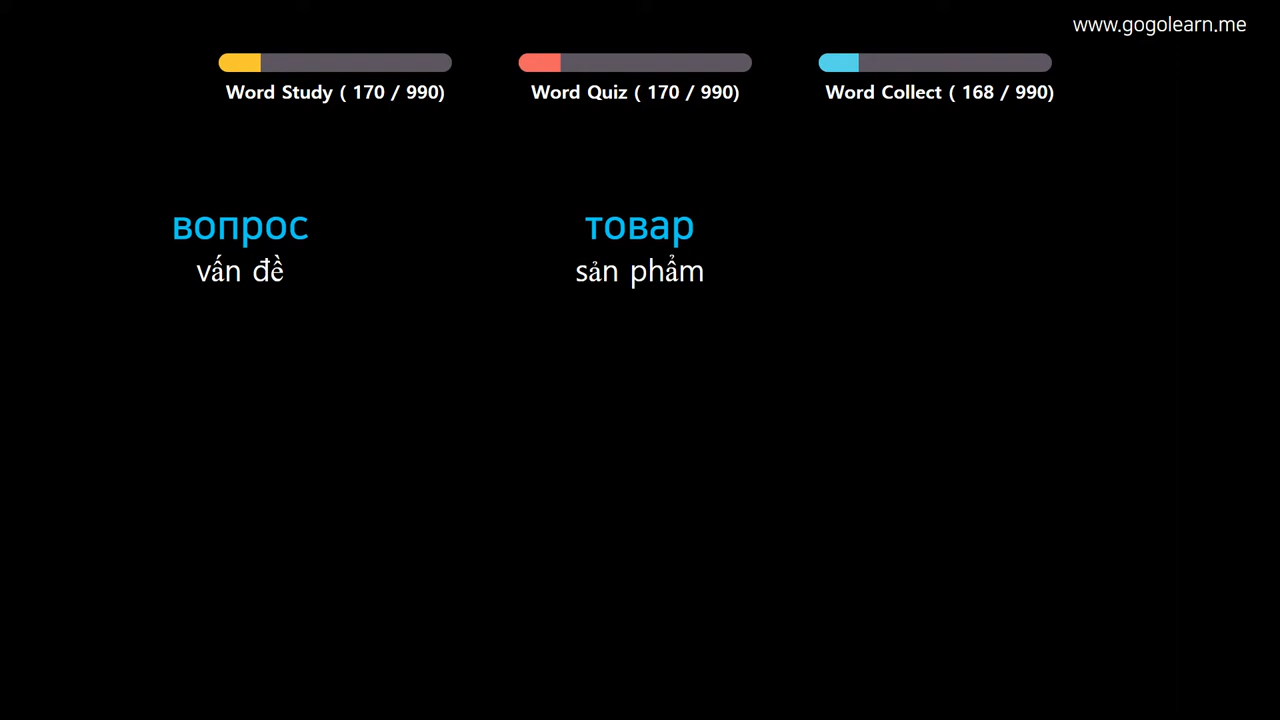 www.gogolearn.me
Word Study ( 170 / 990)
Word Quiz ( 170 / 990)
Word Collect ( 168 / 990)
вопрос
vấn đề
товар
sản phẩm